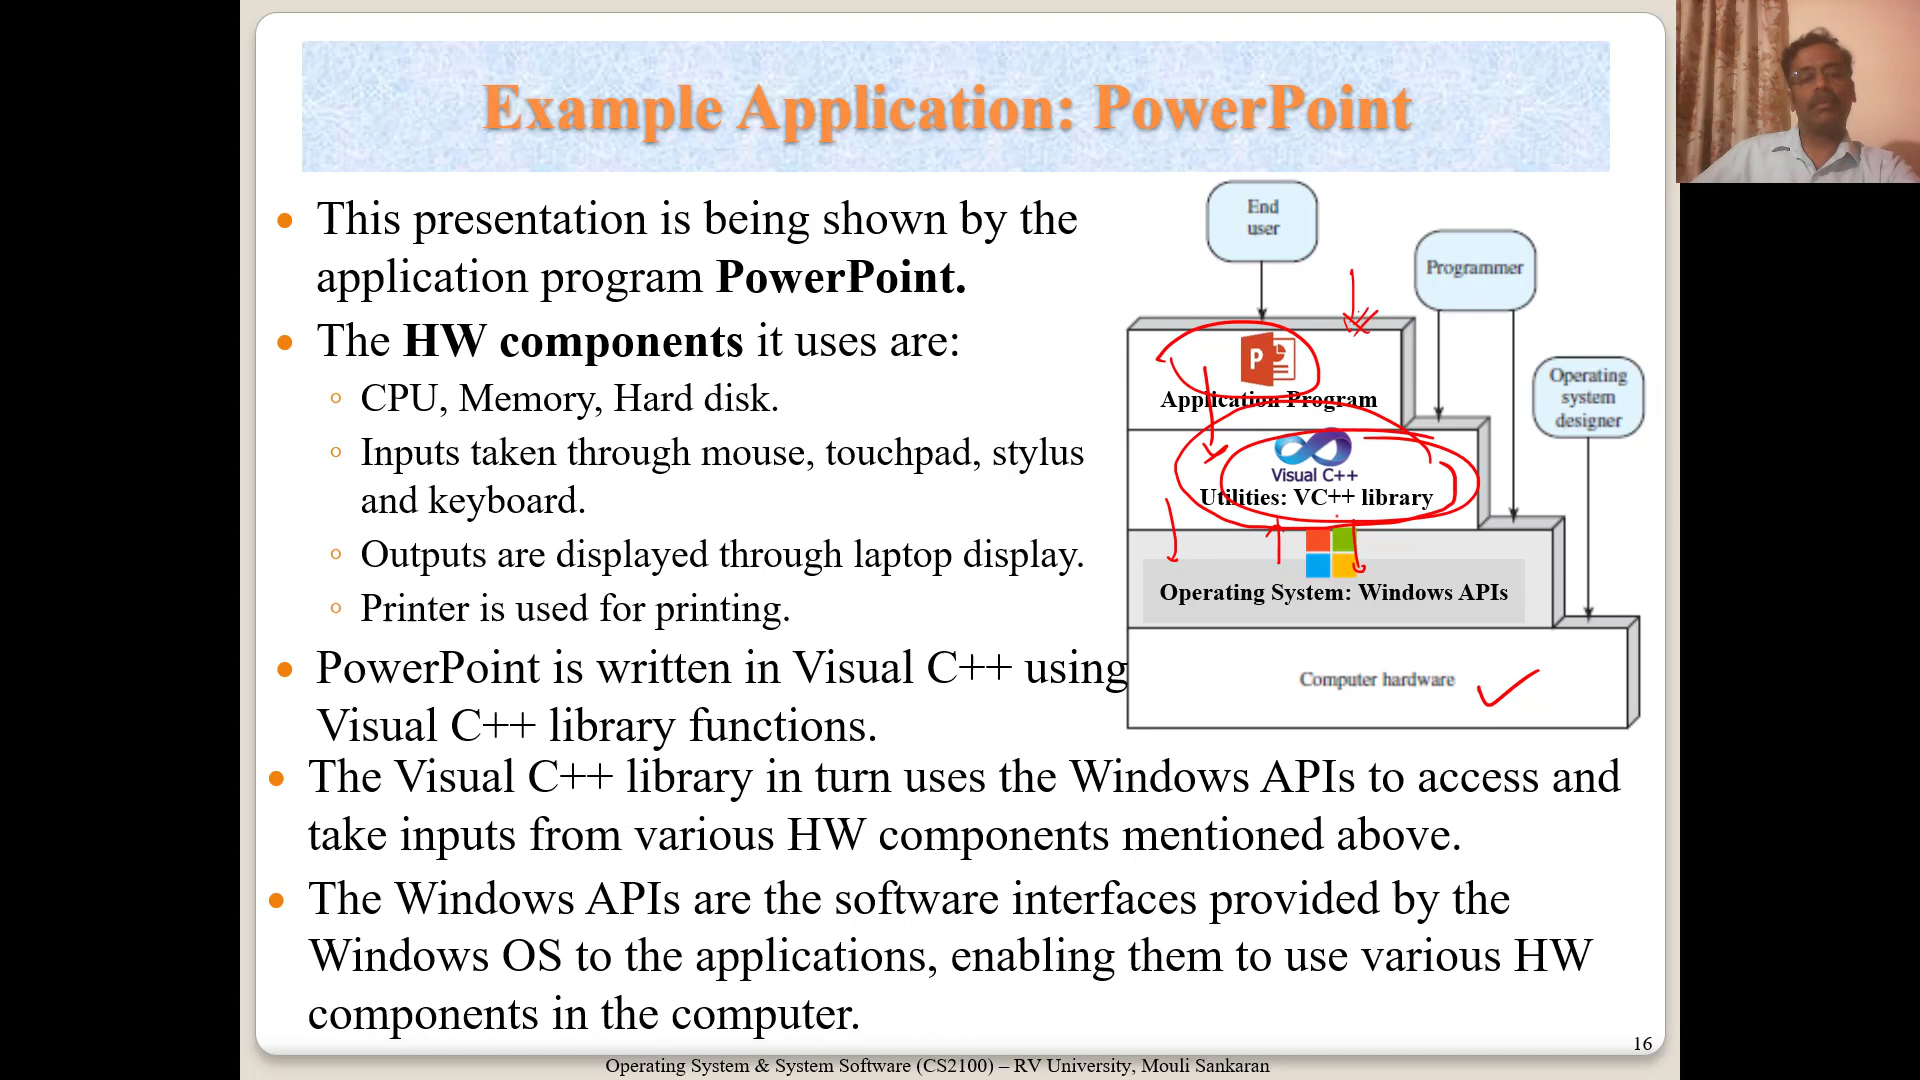 Example Application: PowerPoint
• This presentation is being shown by the
application program PowerPoint.
• The HW components it uses are:
◦ CPU, Memory, Hard disk.
◦ Inputs taken through mouse, touchpad, stylus
and keyboard.
◦ Outputs are displayed through laptop display.
◦ Printer is used for printing.
• PowerPoint is written in Visual C++ using
Visual C++ library functions.
• The Visual C++ library in turn uses the Windows APIs to access and
take inputs from various HW components mentioned above.
• The Windows APIs are the software interfaces provided by the
Windows OS to the applications, enabling them to use various HW
components in the computer.
End
user
Programmer
Operating
system
designer
P
Application Program
Visual C++
Utilities: VC++ library
Operating System: Windows APIs
Computer hardware
16
Operating System & System Software (CS2100) – RV University, Mouli Sankaran